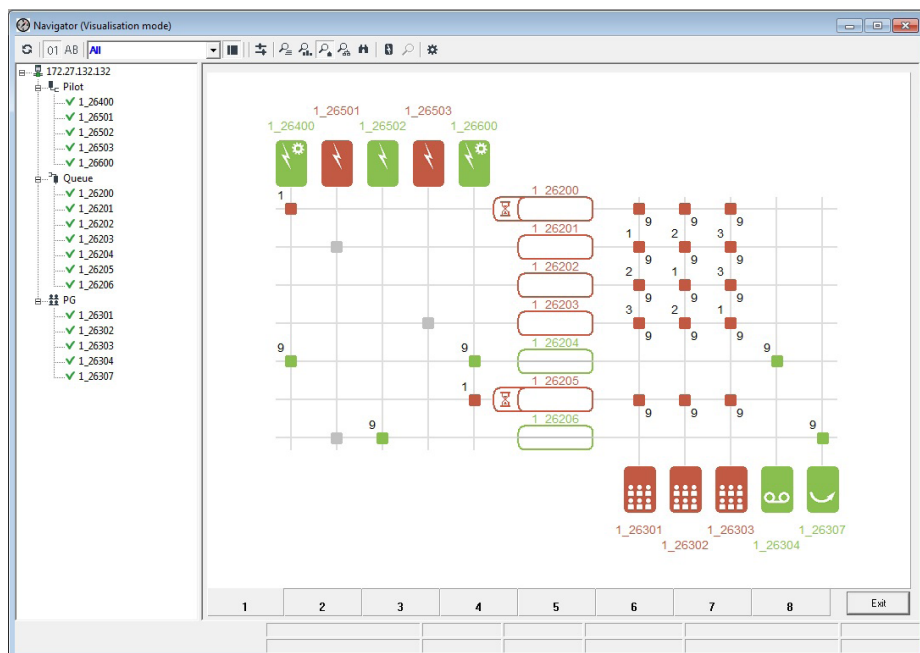 Navigator (Visualisation mode)
01 AB All
172.27.132.132
Pilot
1_26400
1_26501
1_26502
1_26503
1_26600
Queue
1_26200
1_26201
1_26202
1_26203
1_26204
1_26205
1_26206
PG
1_26301
1_26302
1_26303
1_26304
1_26307
1_26501 1_26503
1_26400 1_26502 1_26600
1 1_26200
9 9 9
1 2 3
1_26201
9 9 9
2 1 3
1_26202
9 9 9
3 2 1
1_26203
9 9 9
9 9 1_26204 9
1 1_26205
9 9 9
9 1_26206 9
1_26301 1_26303 1_26307
1_26302 1_26304
1 2 3 4 5 6 7 8 Exit